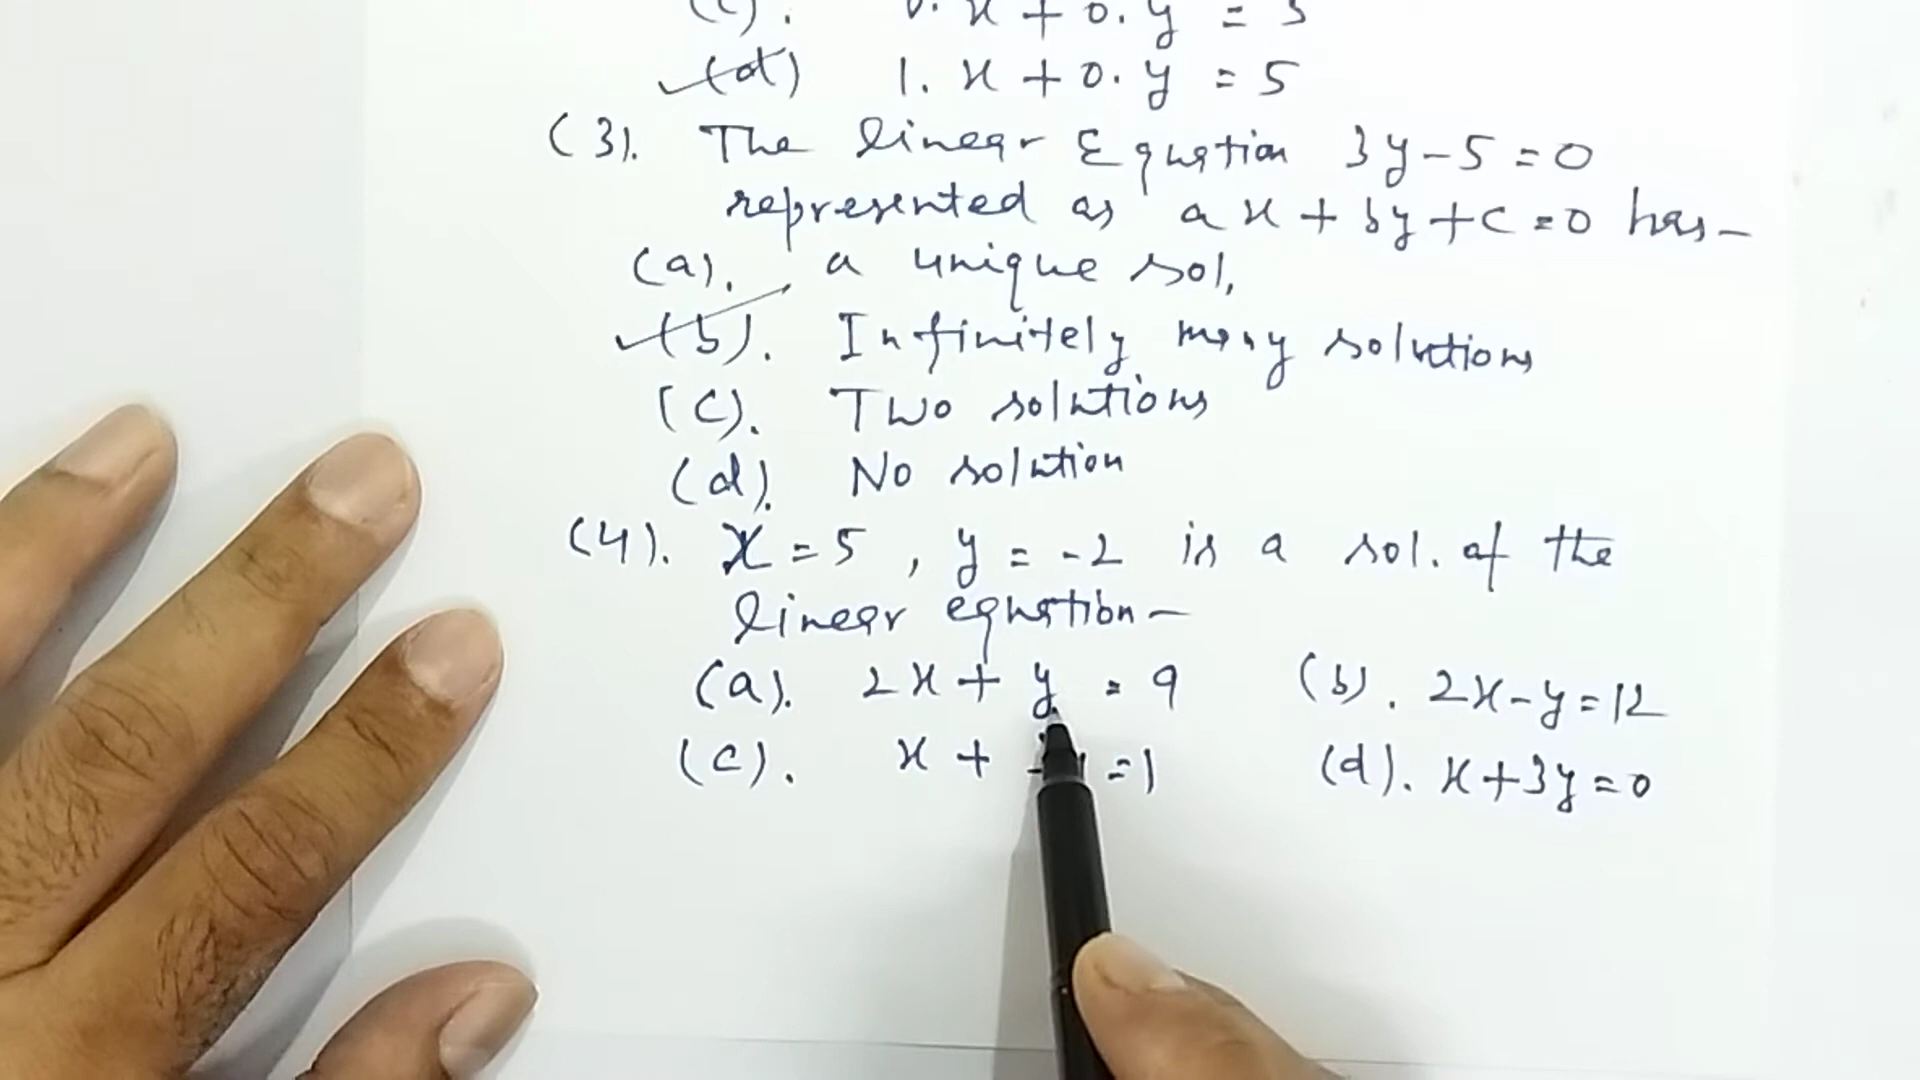 x + 0. y =
(d) 1. x + 0. y = 5
(3). The linear Equation 3y - 5 = 0
represented as ax + by + c = 0 has -
(a). a unique sol.
(b). Infinitely many solutions
(c). Two solutions
(d). No solution
(4). x = 5 , y = -2 is a sol. of the
linear equation -
(a). 2x + y = 9 (b). 2x - y = 12
(c). x + = 1 (d). x + 3y = 0